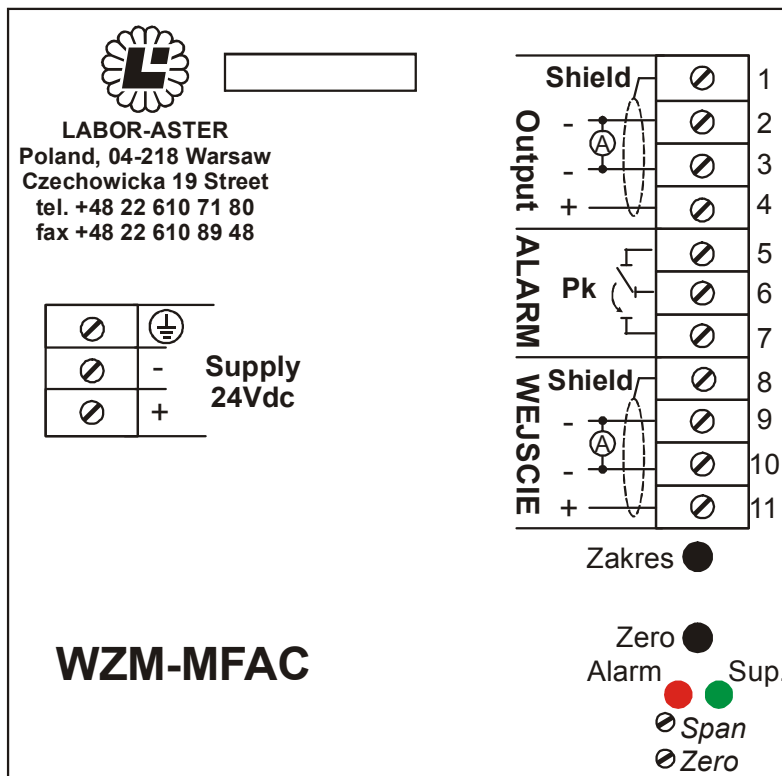 LABOR-ASTER
Poland, 04-218 Warsaw
Czechowicka 19 Street
tel. +48 22 610 71 80
fax +48 22 610 89 48
Supply
24Vdc
-
+
WZM-MFAC
Output
Shield
-
A
-
+
1
2
3
4
ALARM
Pk
5
6
7
WEJSCIE
Shield
-
A
-
+
8
9
10
11
Zakres
Zero
Alarm
Sup.
Span
Zero